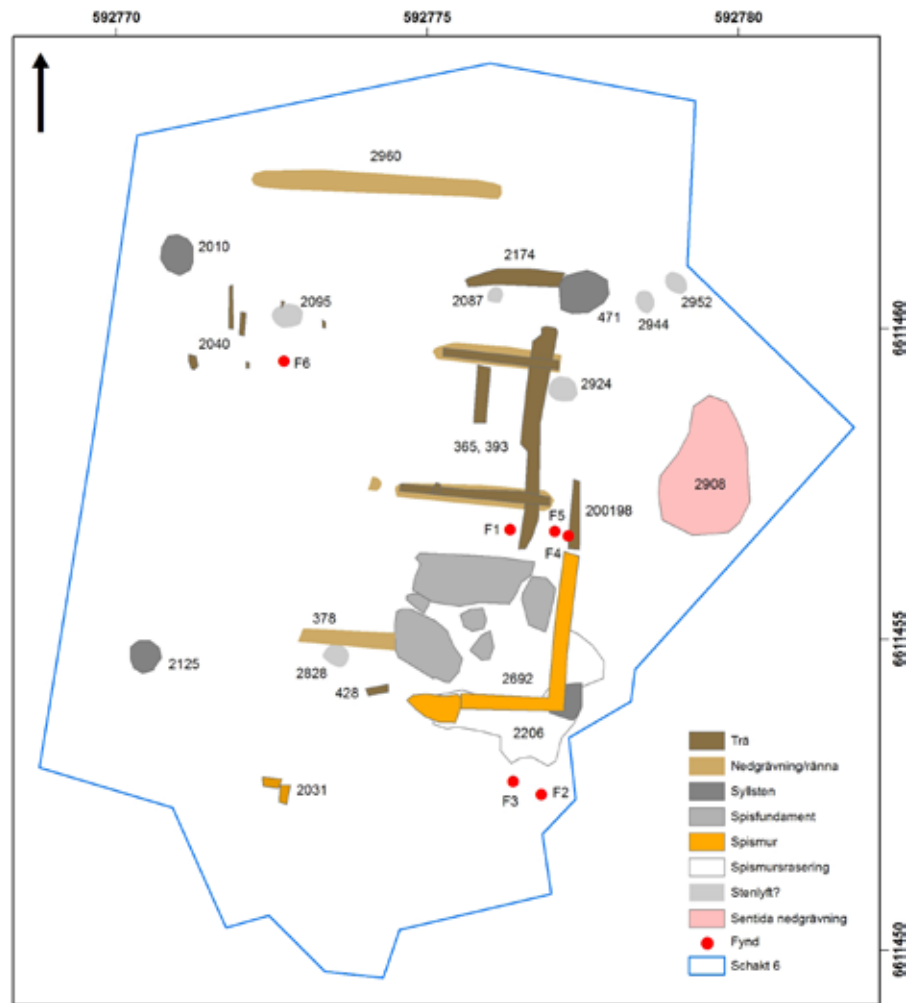 592770
592775
592780
2960
2010
2174
2095
2087
471
2944
2952
6611460
2040
F6
2924
365, 393
2908
200198
F5
F1
F4
378
6611455
2125
2828
2692
428
2206
2031
F3
F2
Trä
Nedgrävning/ränna
Syllsten
Spisfundament
Spismur
Spismursrasering
Stenlyft?
Sentida nedgrävning
Fynd
Schakt 6
6611450